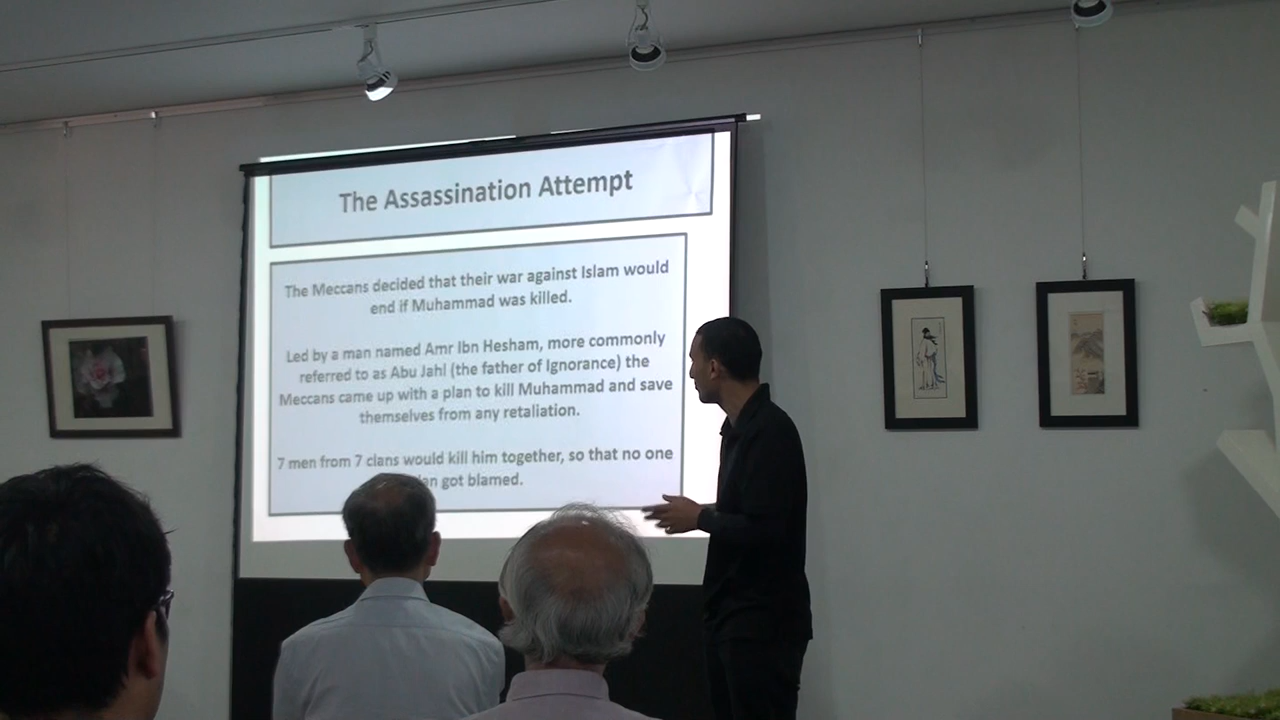 The Assassination Attempt
The Meccans decided that their war against Islam would
end if Muhammad was killed.
Led by a man named Amr Ibn Hesham, more commonly
referred to as Abu Jahl (the father of Ignorance) the
Meccans came up with a plan to kill Muhammad and save
themselves from any retaliation.
7 men from 7 clans would kill him together, so that no one
got blamed.